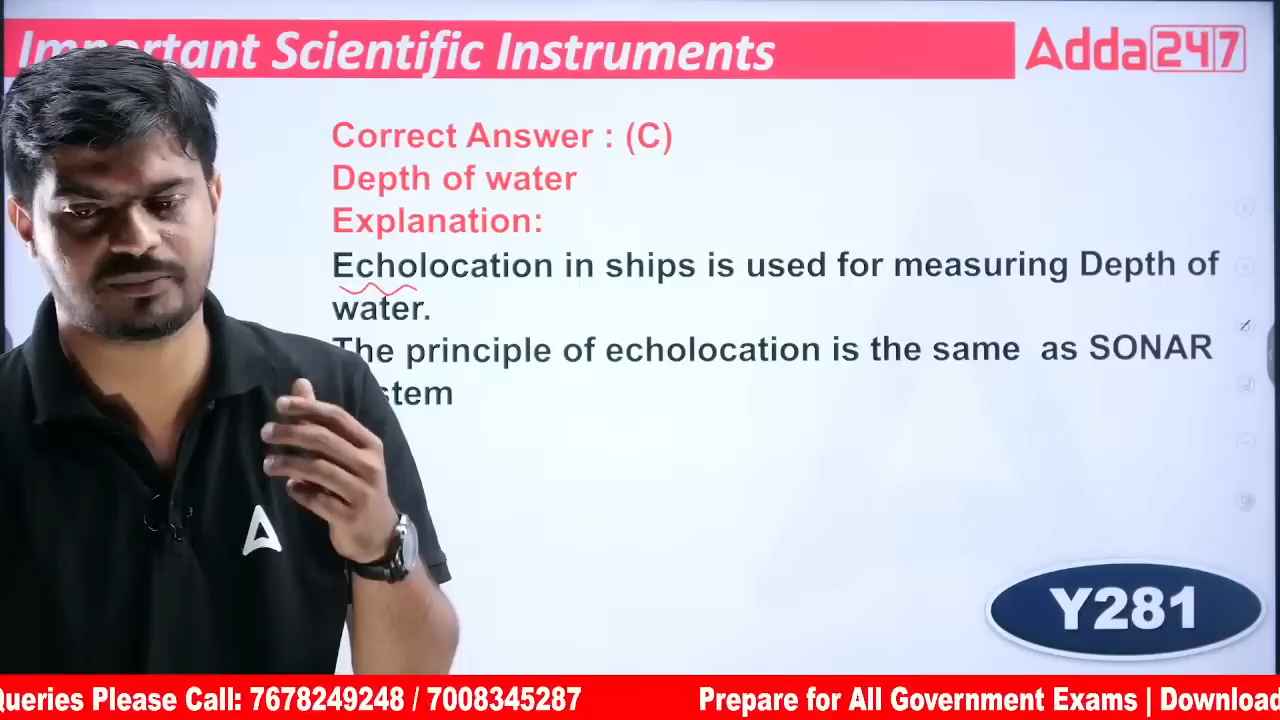 Important Scientific Instruments
Adda247
Correct Answer : (C)
Depth of water
Explanation:
Echolocation in ships is used for measuring Depth of
water.
The principle of echolocation is the same as SONAR
stem
Y281
ueries Please Call: 7678249248 / 7008345287 Prepare for All Government Exams | Download